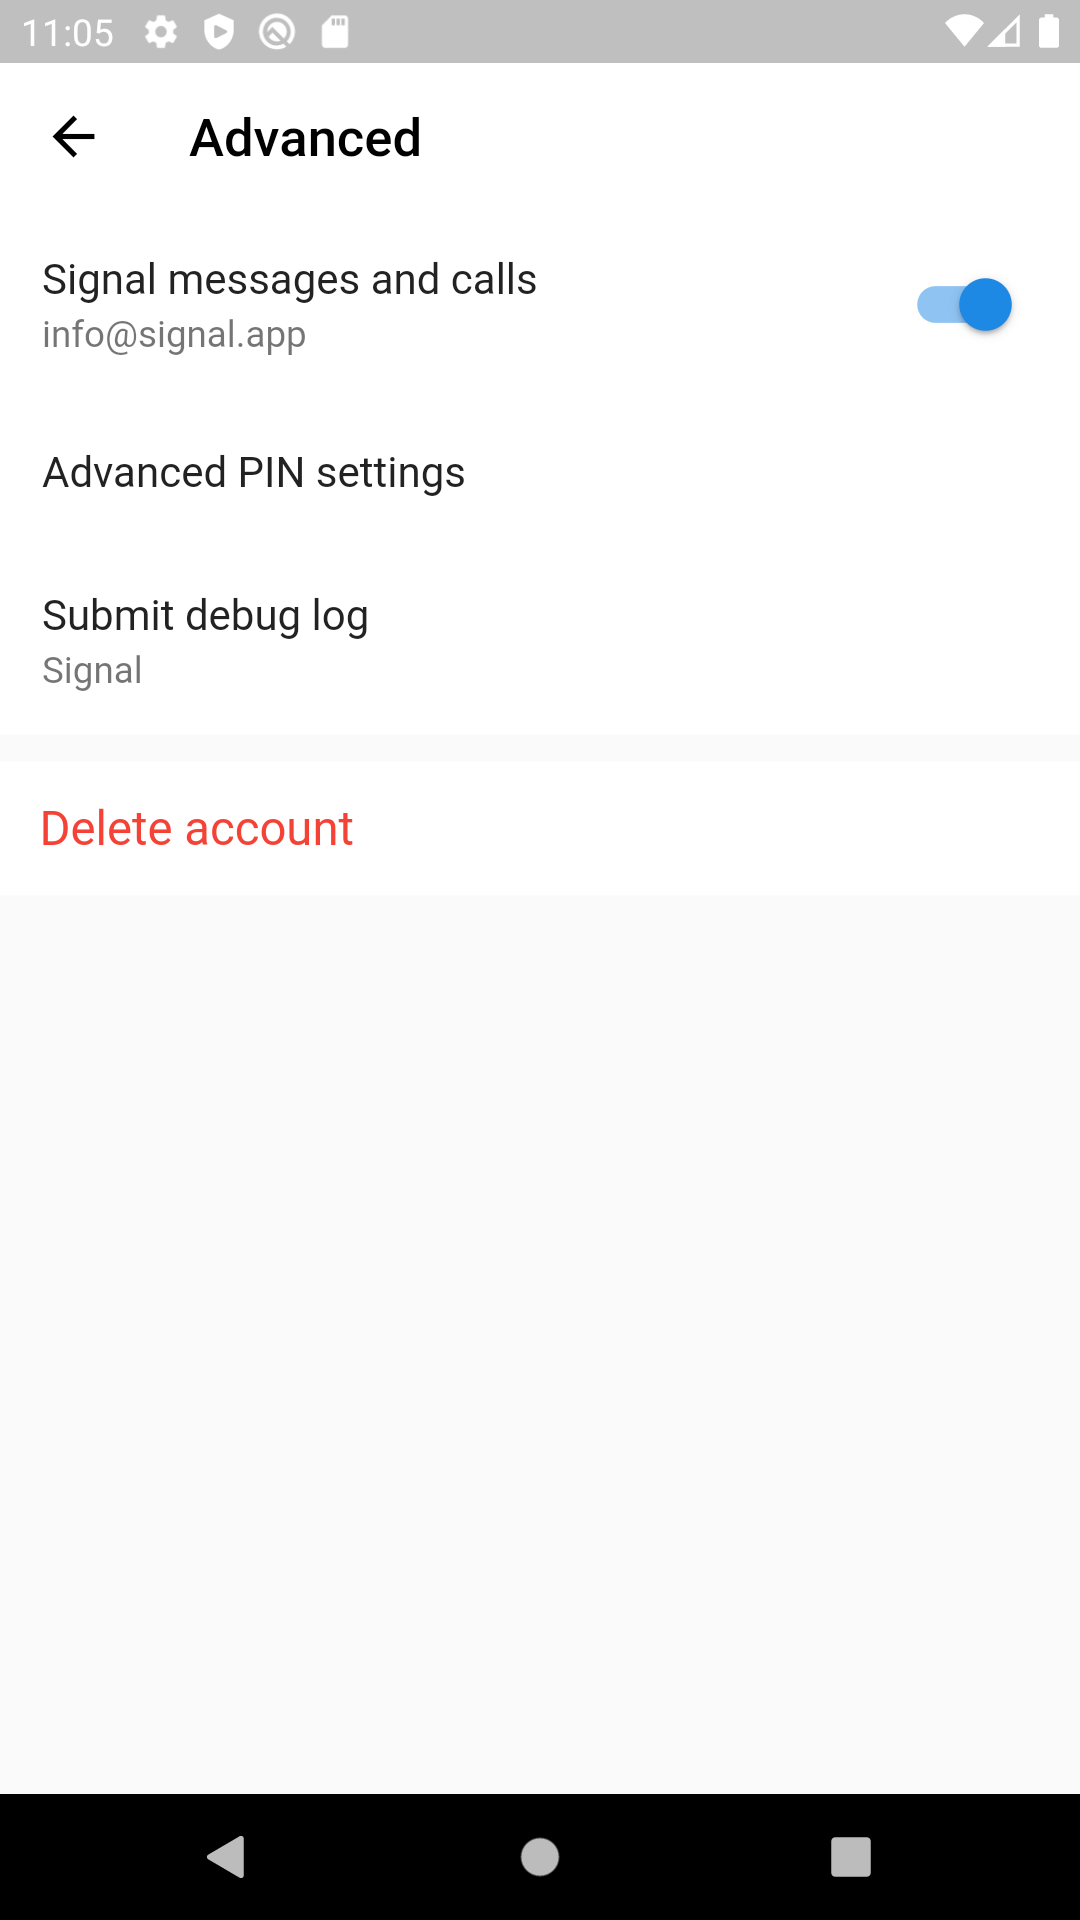 11:05
Advanced
Signal messages and calls
info@signal.app
Advanced PIN settings
Submit debug log
Signal
Delete account